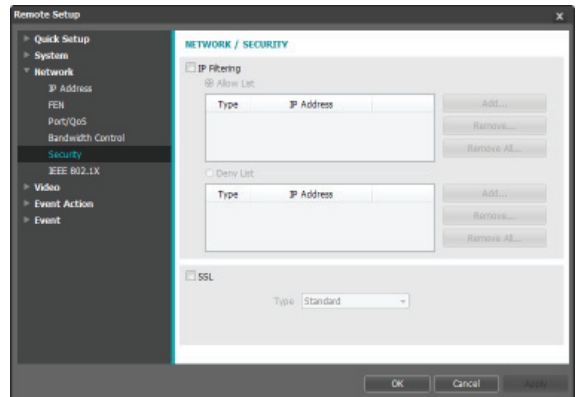 Remote Setup
x
Quick Setup
System
Network
IP Address
FEN
Port/QoS
Bandwidth Control
Security
IEEE 802.1X
Video
Event Action
Event
NETWORK / SECURITY
IP Filtering
Allow List
Type IP Address
Add...
Remove...
Remove All...
Deny List
Type IP Address
Add...
Remove...
Remove All...
SSL
Type Standard
OK Cancel Apply